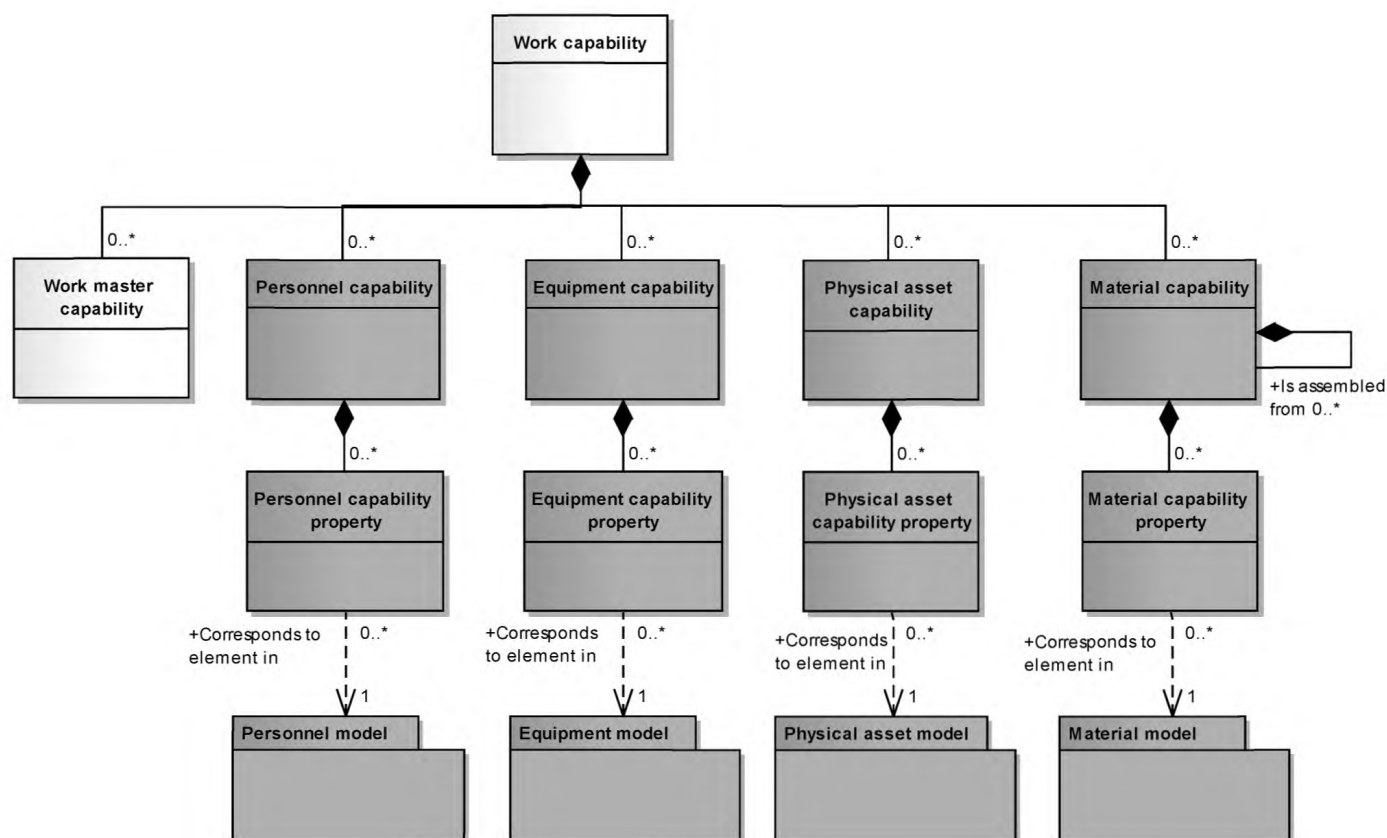 Work capability
0..*
0..*
0..*
0..*
0..*
Work master
capability
Personnel capability
Equipment capability
Physical asset
capability
Material capability
+Is assembled
from 0..*
0..*
0..*
0..*
0..*
Personnel capability
property
Equipment capability
property
Physical asset
capability property
Material capability
property
+Corresponds to
element in
0..*
1
+Corresponds
to element in
0..*
1
+Corresponds
to element in
0..*
1
+Corresponds to
element in
0..*
1
Personnel model
Equipment model
Physical asset model
Material model